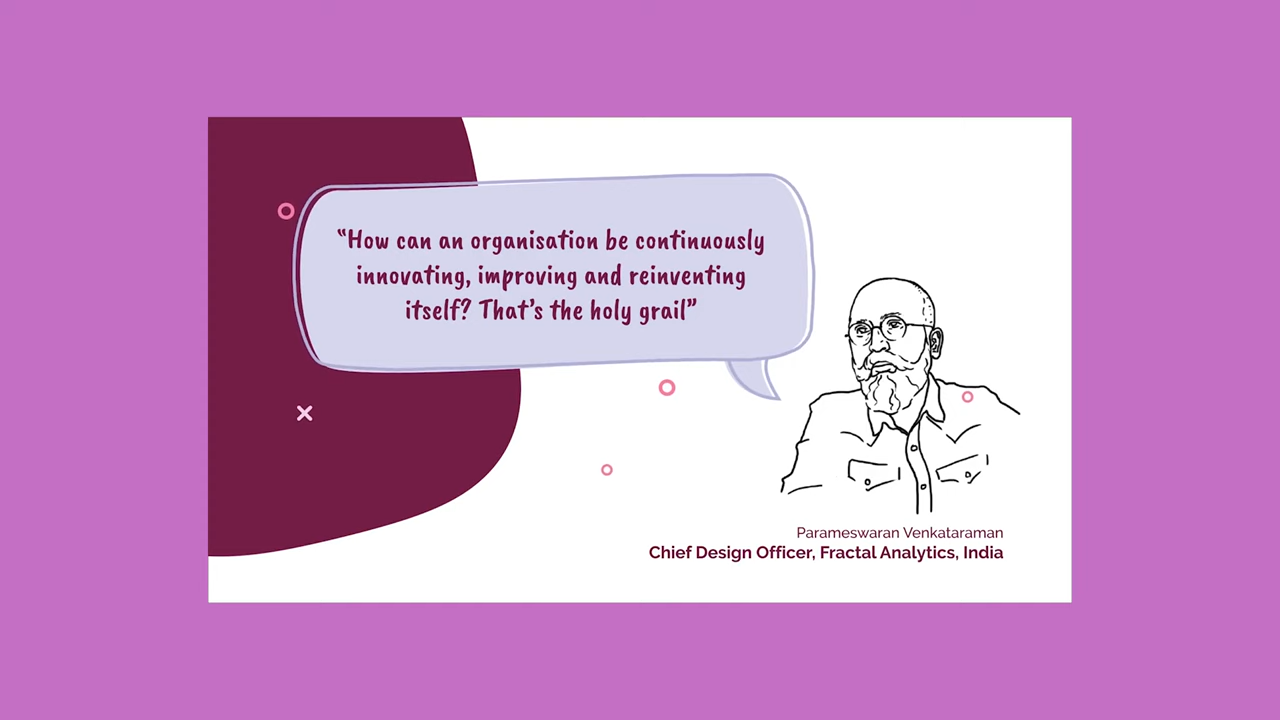 “How can an organisation be continuously
innovating, improving and reinventing
itself? That’s the holy grail”
Parameswaran Venkataraman
Chief Design Officer, Fractal Analytics, India